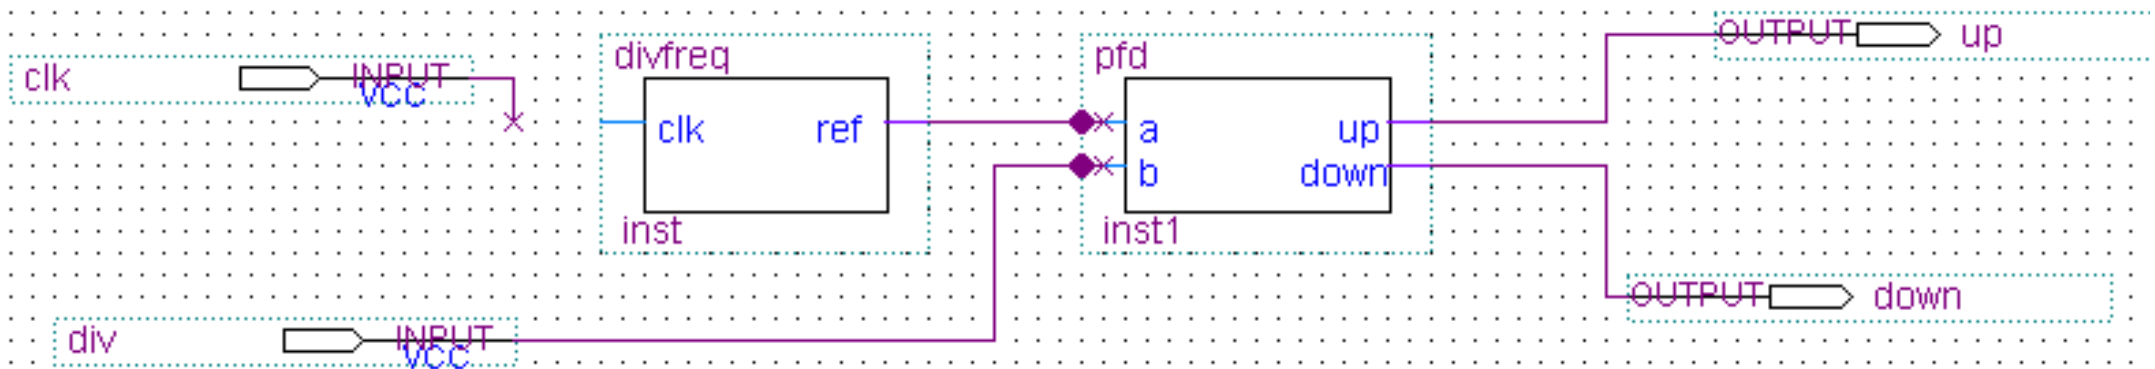 OUTPUT up
divfreq pfd
clk INPUT
VCC
clk ref a up
b down
inst inst1
OUTPUT down
div INPUT
VCC